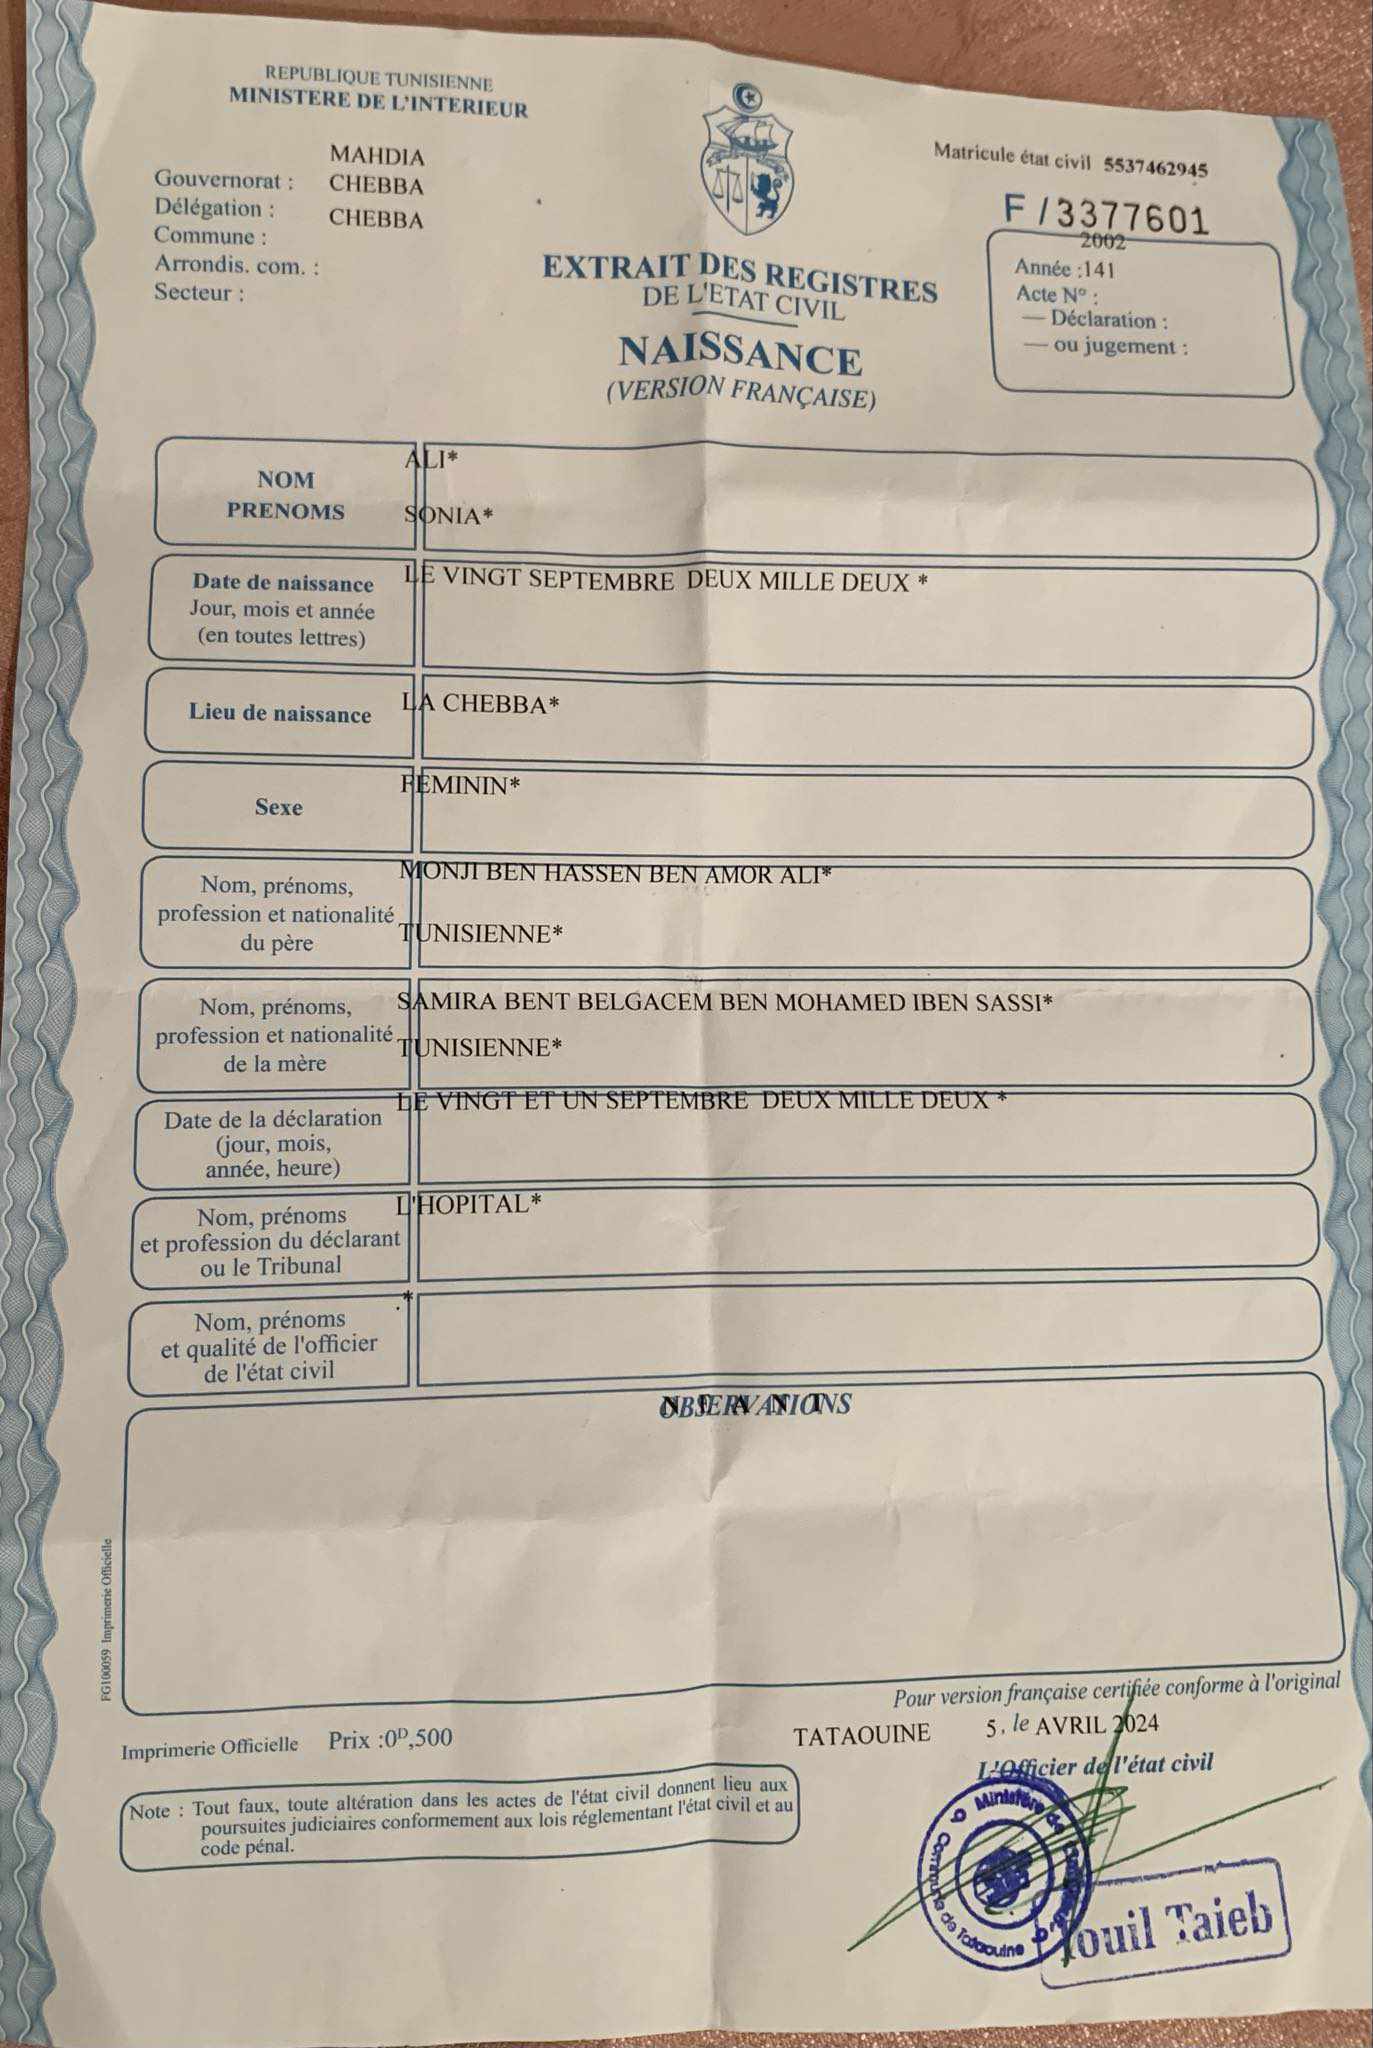 REPUBLIQUE TUNISIENNE
MINISTERE DE L'INTERIEUR
MAHDIA
Gouvernorat : CHEBBA
Délégation : CHEBBA
Commune :
Arrondis. com. :
Secteur :
Matricule état civil 5537462945
F / 3377601
2002
Année :141
Acte N° :
— Déclaration :
— ou jugement :
EXTRAIT DES REGISTRES
DE L'ETAT CIVIL
NAISSANCE
(VERSION FRANÇAISE)
NOM
PRENOMS
ALI*
SONIA*
Date de naissance
Jour, mois et année
(en toutes lettres)
LE VINGT SEPTEMBRE DEUX MILLE DEUX *
Lieu de naissance
LA CHEBBA*
Sexe
FEMININ*
Nom, prénoms,
profession et nationalité
du père
MONJI BEN HASSEN BEN AMOR ALI*
TUNISIENNE*
Nom, prénoms,
profession et nationalité
de la mère
SAMIRA BENT BELGACEM BEN MOHAMED IBEN SASSI*
TUNISIENNE*
Date de la déclaration
(jour, mois,
année, heure)
LE VINGT ET UN SEPTEMBRE DEUX MILLE DEUX *
Nom, prénoms
et profession du déclarant
ou le Tribunal
L'HOPITAL*
Nom, prénoms
et qualité de l'officier
de l'état civil
.*
OBSERVATIONS
N E A N T
FG100059 Imprimerie Officielle
Pour version française certifiée conforme à l'original
Imprimerie Officielle Prix :0D,500
TATAOUINE 5. le AVRIL 2024
L'Officier de l'état civil
Note : Tout faux, toute altération dans les actes de l'état civil donnent lieu aux
poursuites judiciaires conformement aux lois réglementant l'état civil et au
code pénal.
Ministère de
Commune de Tataouine
Touil Taieb